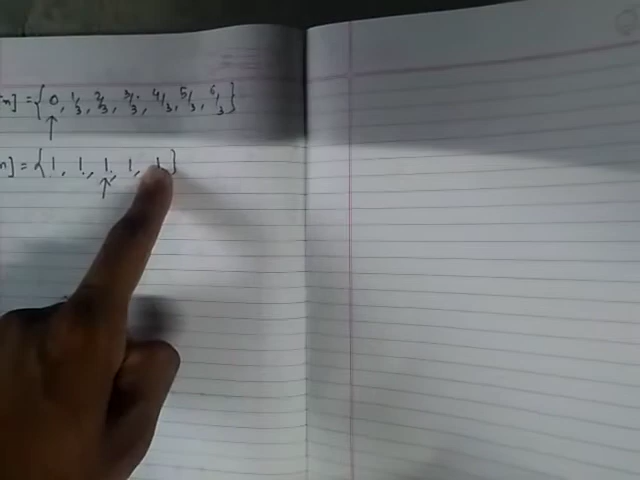 n] = { 0, 1/3, 2/3, 3/3, 4/3, 5/3, 6/3 }
↑
n] = { 1, 1, 1, 1, 1 }
↑